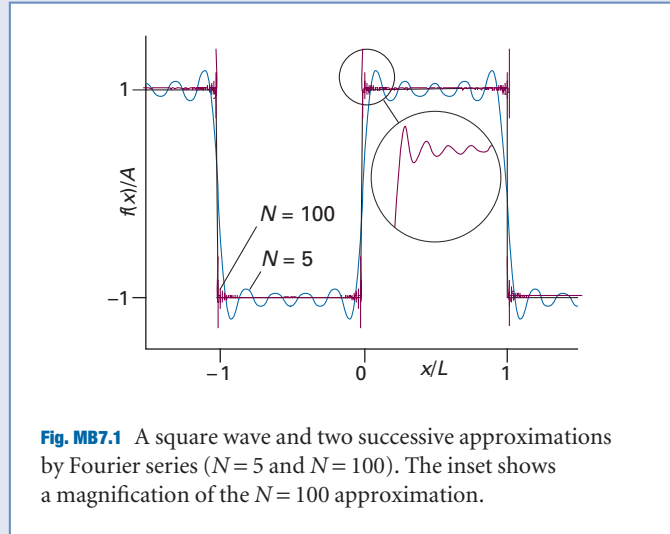 1
f(x)/A
N = 100
N = 5
−1
−1
0
x/L
1
Fig. MB7.1 A square wave and two successive approximations
by Fourier series (N = 5 and N = 100). The inset shows
a magnification of the N = 100 approximation.